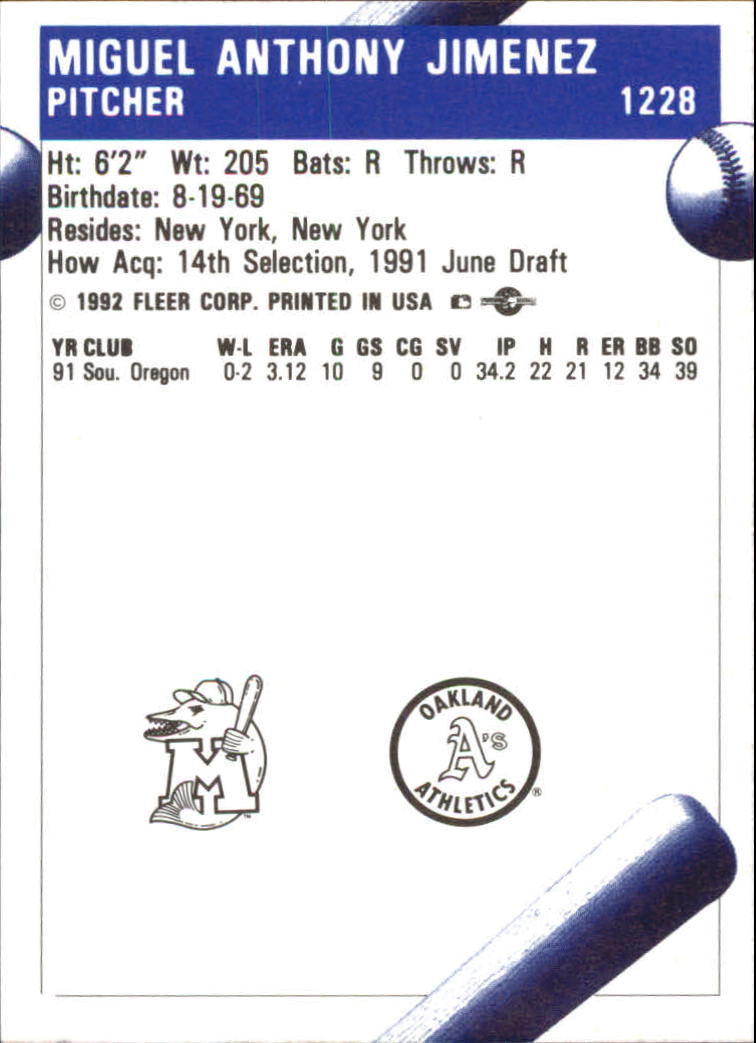 MIGUEL ANTHONY JIMENEZ
PITCHER 1228
Ht: 6'2" Wt: 205 Bats: R Throws: R
Birthdate: 8-19-69
Resides: New York, New York
How Acq: 14th Selection, 1991 June Draft
© 1992 FLEER CORP. PRINTED IN USA
YR CLUB W-L ERA G GS CG SV IP H R ER BB SO
91 Sou. Oregon 0-2 3.12 10 9 0 0 34.2 22 21 12 34 39
M
™
OAKLAND
A's
ATHLETICS
®